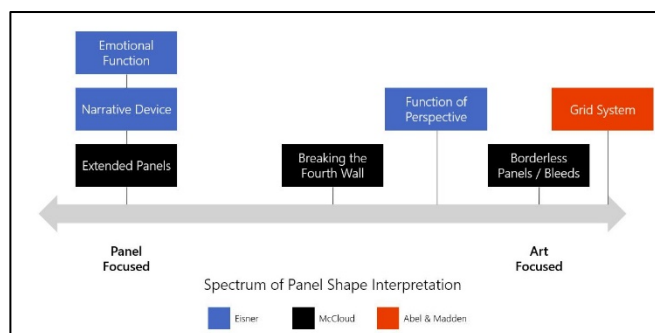 Emotional
Function
Narrative Device
Function of
Perspective
Grid System
Extended Panels
Breaking the
Fourth Wall
Borderless
Panels / Bleeds
Panel
Focused
Art
Focused
Spectrum of Panel Shape Interpretation
Eisner
McCloud
Abel & Madden